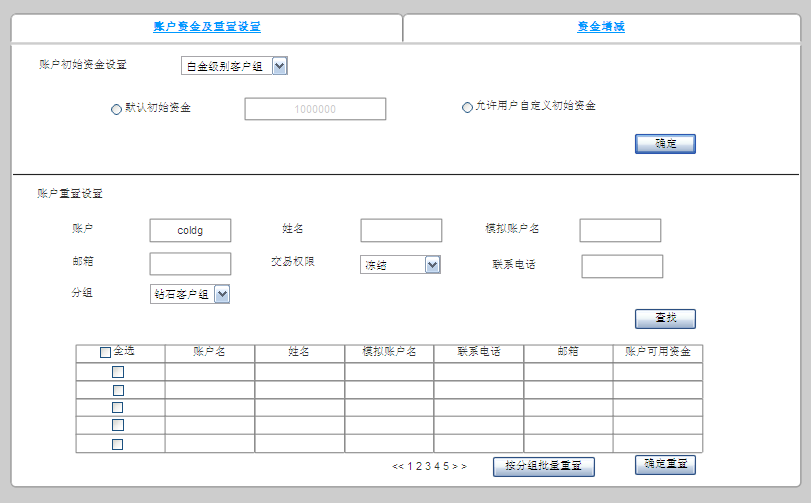 账户资金及重置设置 资金增减
账户初始资金设置 白金级别客户组
默认初始资金 1000000 允许用户自定义初始资金
确定
账户重置设置
账户 coldg 姓名 模拟账户名
邮箱 交易权限 冻结 联系电话
分组 钻石客户组
查找
全选 账户名 姓名 模拟账户名 联系电话 邮箱 账户可用资金
<< 1 2 3 4 5 > > 按分组批量重置 确定重置